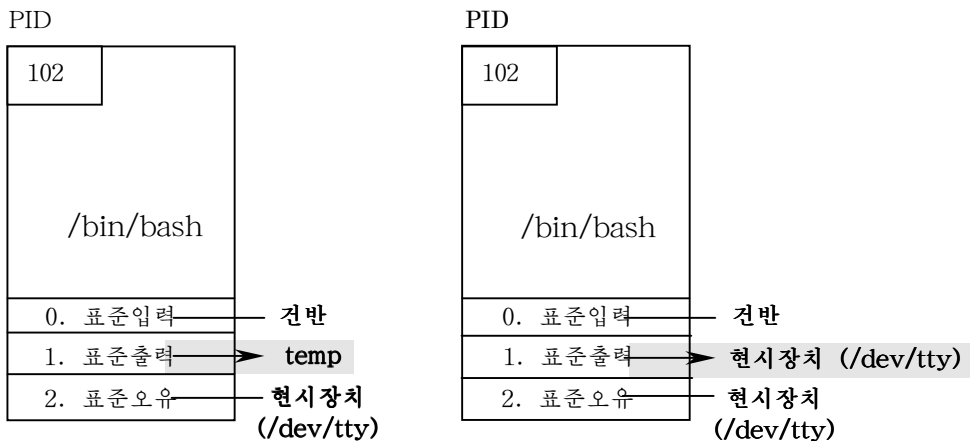 PID
102
/bin/bash
0. 표준입력 건반
1. 표준출력 temp
2. 표준오유 현시장치
(/dev/tty)
PID
102
/bin/bash
0. 표준입력 건반
1. 표준출력 현시장치 (/dev/tty)
2. 표준오유 현시장치
(/dev/tty)